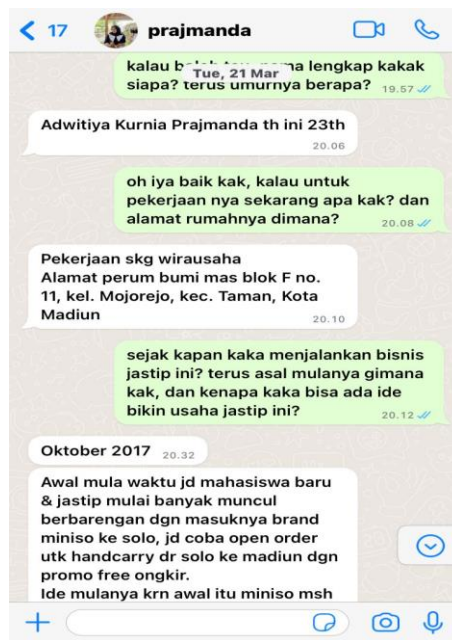 17 prajmanda
kalau boleh tau, nama lengkap kakak
Tue, 21 Mar
siapa? terus umurnya berapa? 19.57
Adwitiya Kurnia Prajmanda th ini 23th
20.06
oh iya baik kak, kalau untuk
pekerjaan nya sekarang apa kak? dan
alamat rumahnya dimana? 20.08
Pekerjaan skg wirausaha
Alamat perum bumi mas blok F no.
11, kel. Mojorejo, kec. Taman, Kota
Madiun 20.10
sejak kapan kaka menjalankan bisnis
jastip ini? terus asal mulanya gimana
kak, dan kenapa kaka bisa ada ide
bikin usaha jastip ini? 20.12
Oktober 2017 20.32
Awal mula waktu jd mahasiswa baru
& jastip mulai banyak muncul
berbarengan dgn masuknya brand
miniso ke solo, jd coba open order
utk handcarry dr solo ke madiun dgn
promo free ongkir.
Ide mulanya krn awal itu miniso msh